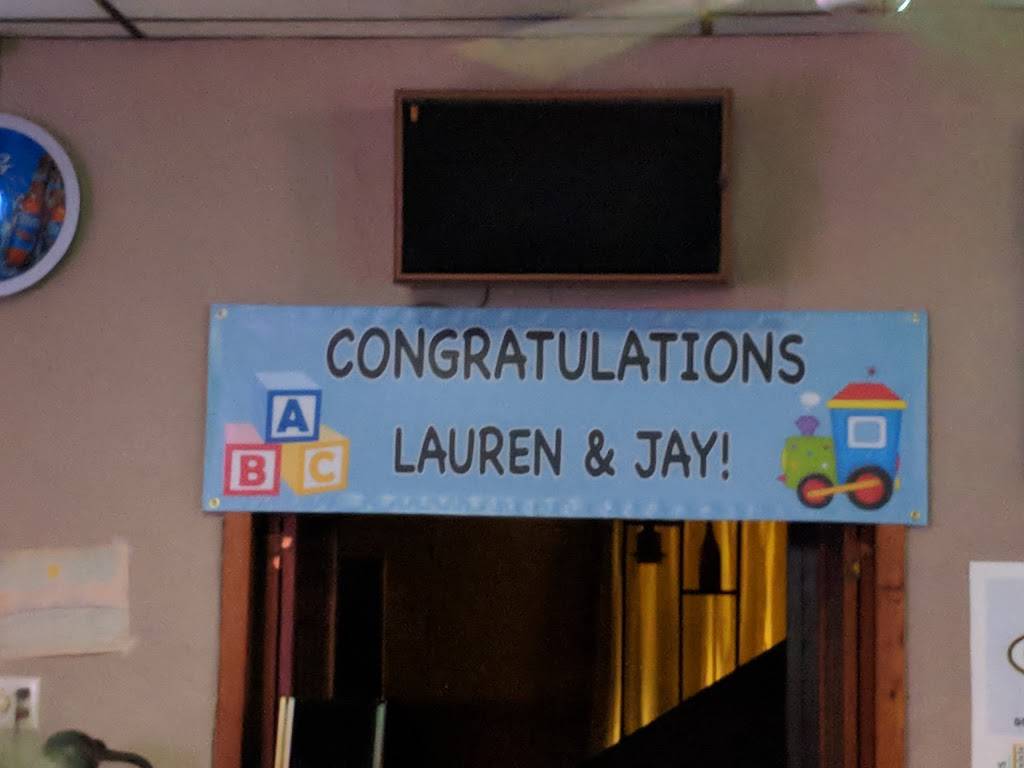 CONGRATULATIONS
LAUREN & JAY!
A
B C